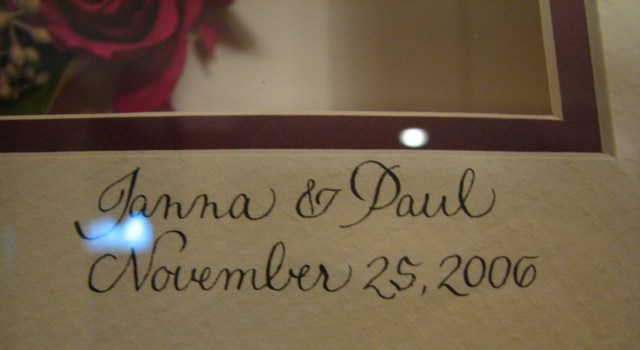 Janna & Paul
November 25, 2006